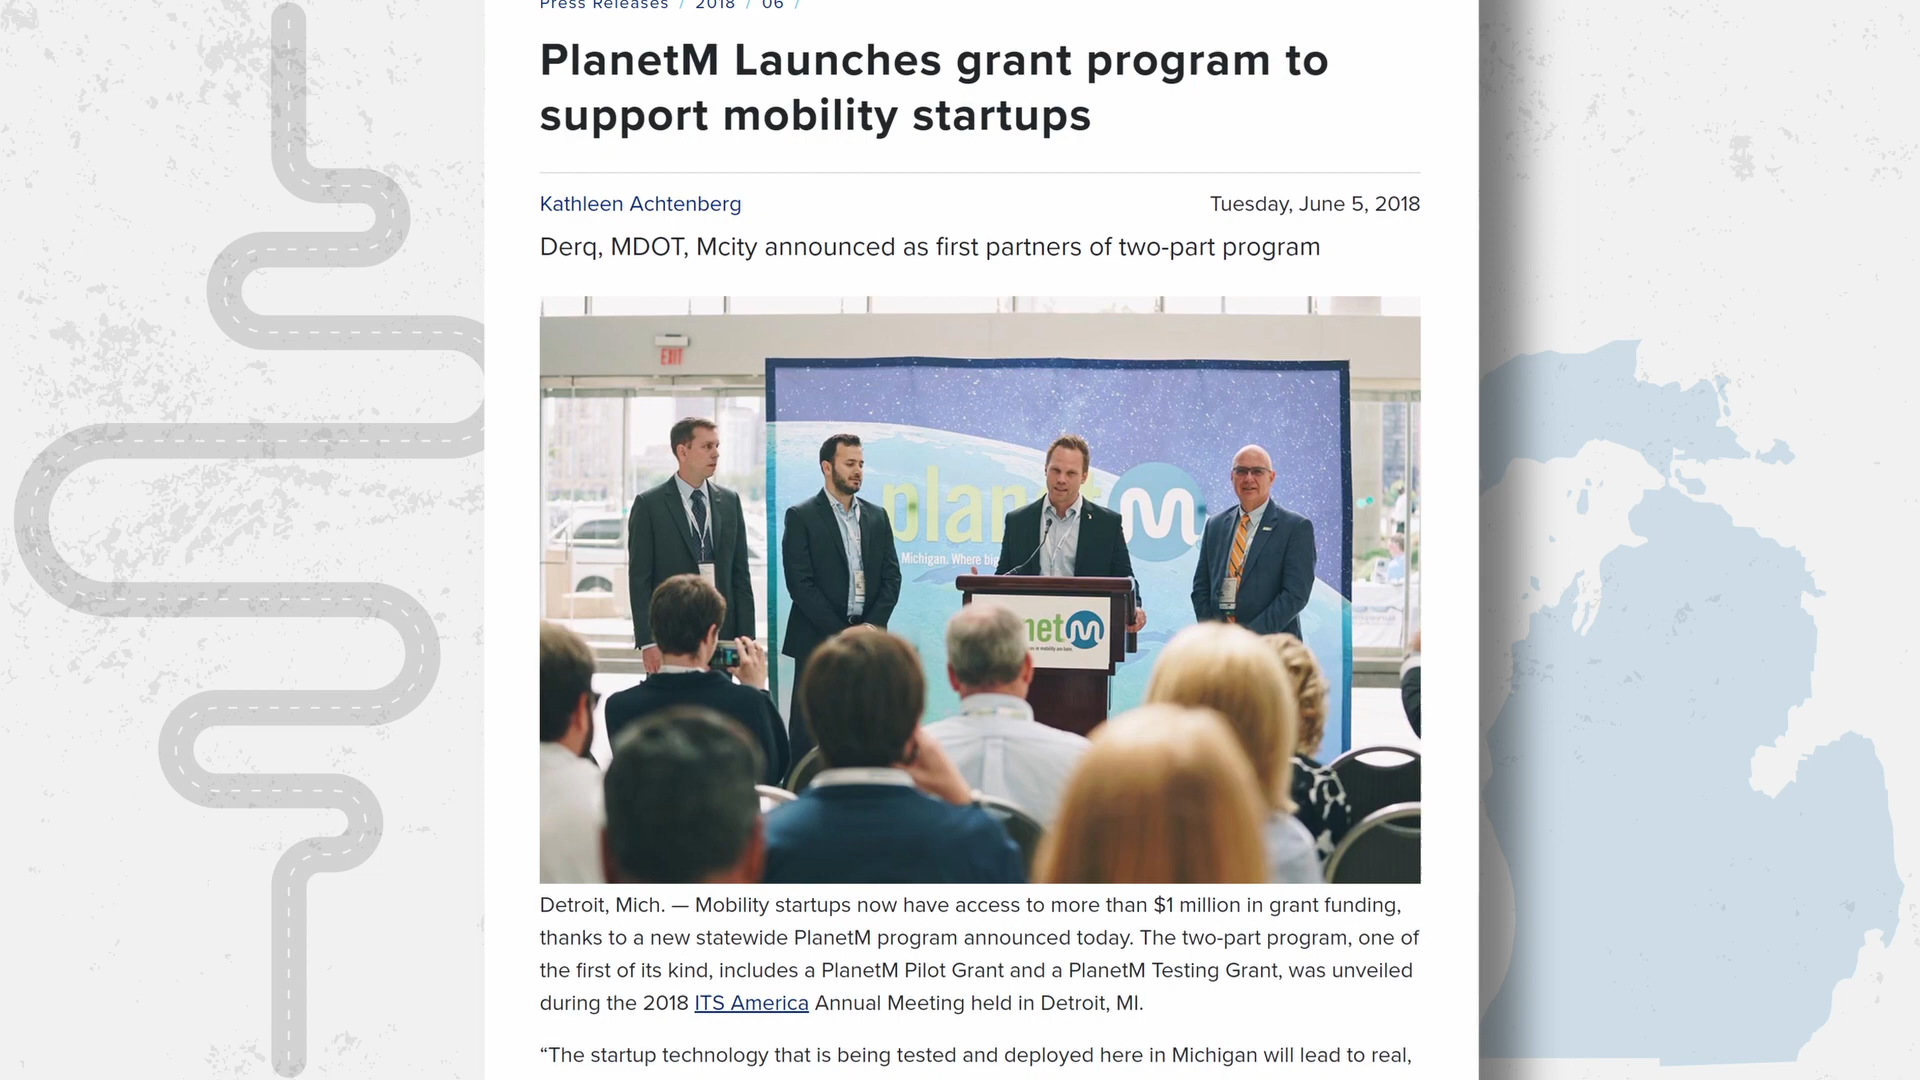 Press Releases / 2018 / 06 /
PlanetM Launches grant program to
support mobility startups
Kathleen Achtenberg
Tuesday, June 5, 2018
Derq, MDOT, Mcity announced as first partners of two-part program
EXIT
plan t m
Michigan. Where big
net m
Detroit, Mich. — Mobility startups now have access to more than $1 million in grant funding,
thanks to a new statewide PlanetM program announced today. The two-part program, one of
the first of its kind, includes a PlanetM Pilot Grant and a PlanetM Testing Grant, was unveiled
during the 2018 ITS America Annual Meeting held in Detroit, MI.
“The startup technology that is being tested and deployed here in Michigan will lead to real,